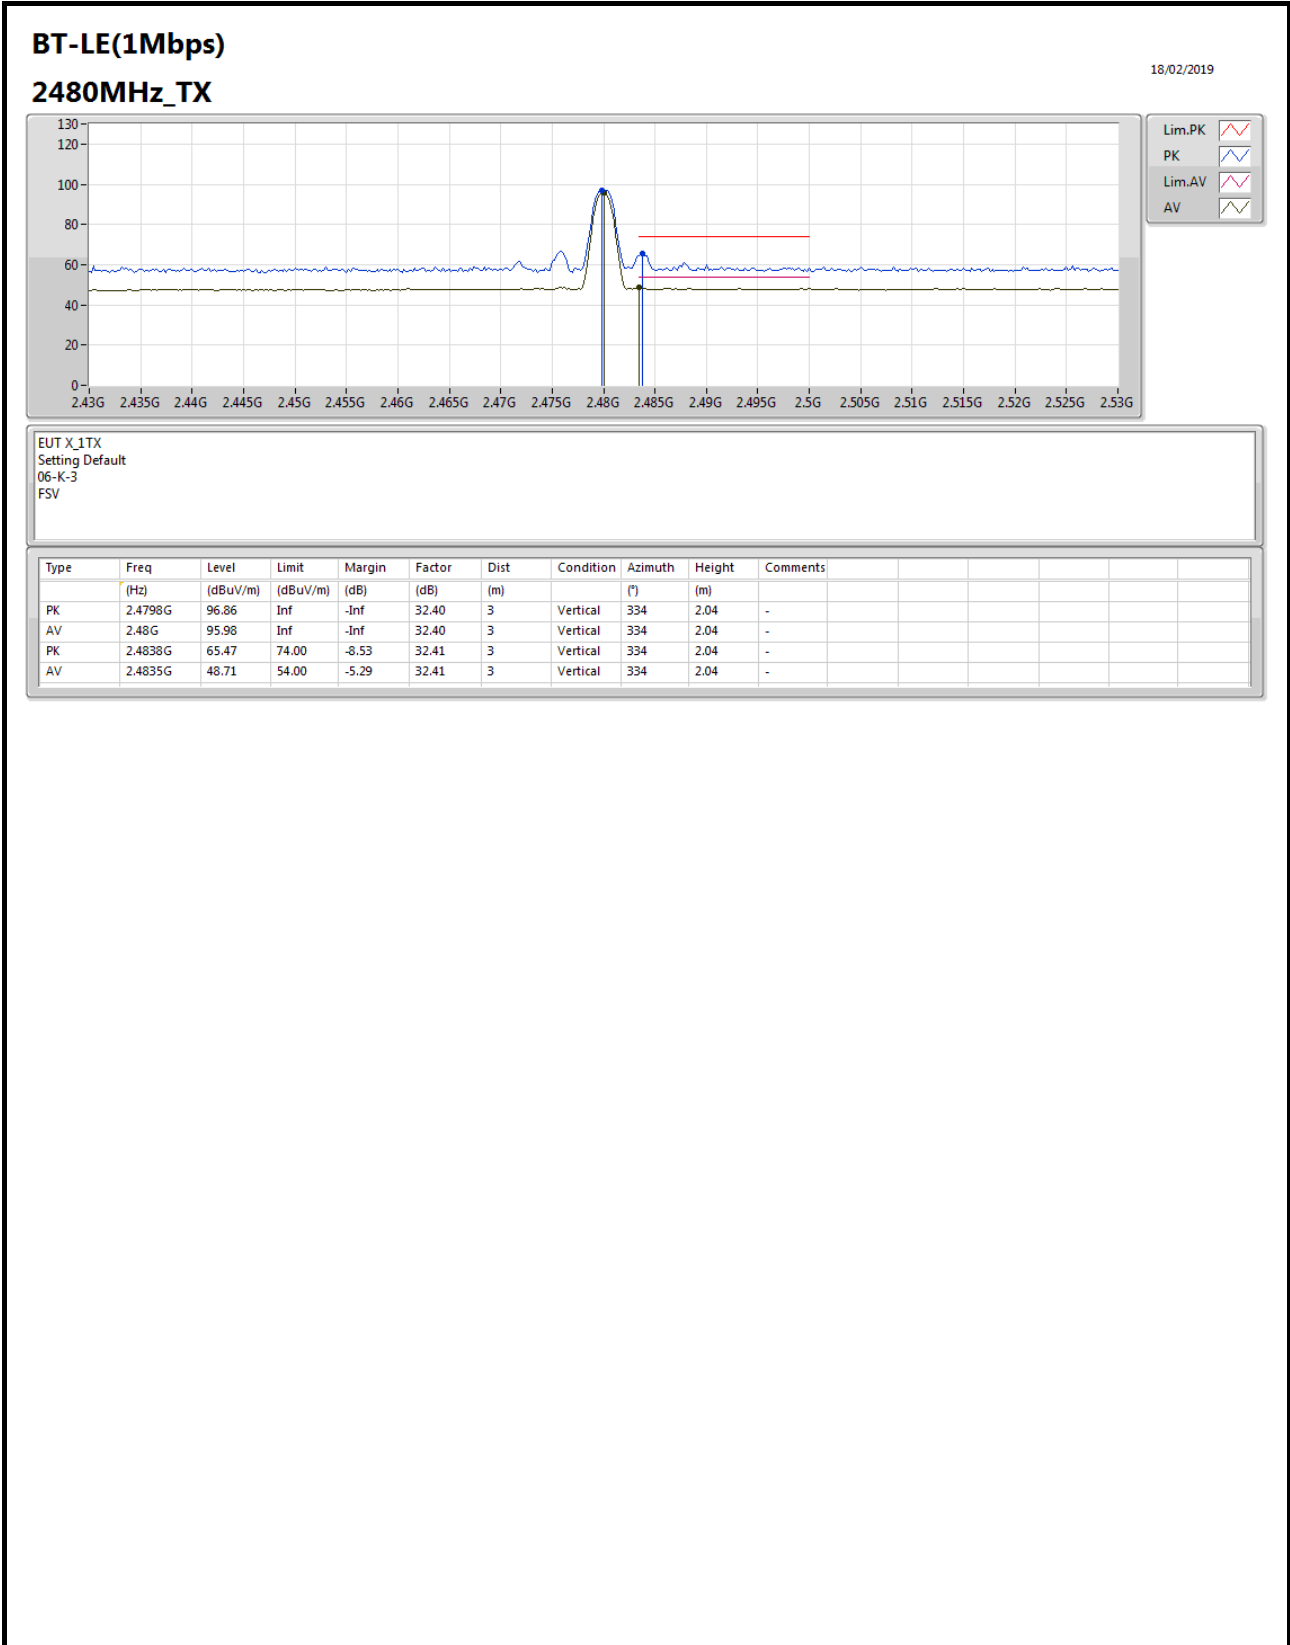 BT-LE(1Mbps)
18/02/2019
2480MHz_TX
130
120
100
80
60
40
20
0
2.43G 2.435G 2.44G 2.445G 2.45G 2.455G 2.46G 2.465G 2.47G 2.475G 2.48G 2.485G 2.49G 2.495G 2.5G 2.505G 2.51G 2.515G 2.52G 2.525G 2.53G
Lim.PK
PK
Lim.AV
AV
EUT X_1TX
Setting Default
06-K-3
FSV
Type Freq Level Limit Margin Factor Dist Condition Azimuth Height Comments
(Hz) (dBuV/m) (dBuV/m) (dB) (dB) (m) (°) (m)
PK 2.4798G 96.86 Inf -Inf 32.40 3 Vertical 334 2.04 -
AV 2.48G 95.98 Inf -Inf 32.40 3 Vertical 334 2.04 -
PK 2.4838G 65.47 74.00 -8.53 32.41 3 Vertical 334 2.04 -
AV 2.4835G 48.71 54.00 -5.29 32.41 3 Vertical 334 2.04 -